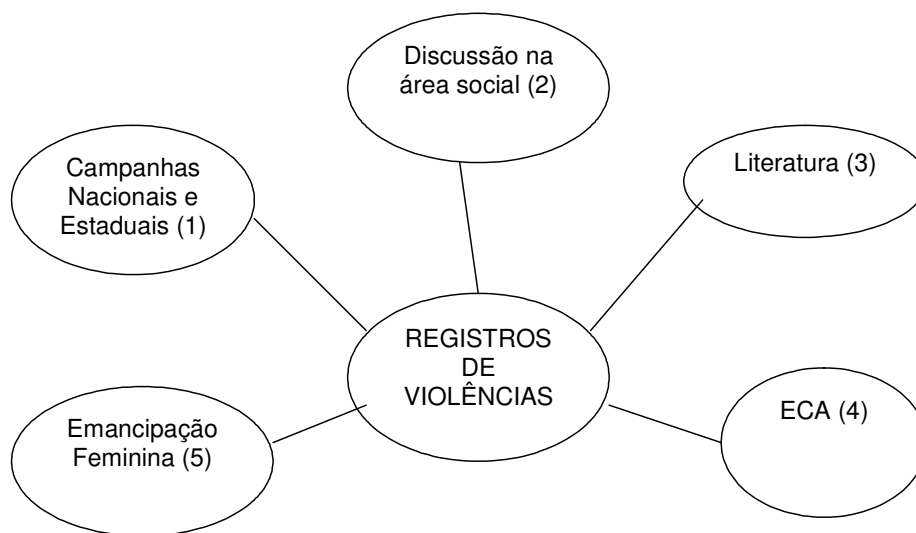 Discussão na
área social (2)
Campanhas
Nacionais e
Estaduais (1)
Literatura (3)
REGISTROS
DE
VIOLÊNCIAS
Emancipação
Feminina (5)
ECA (4)